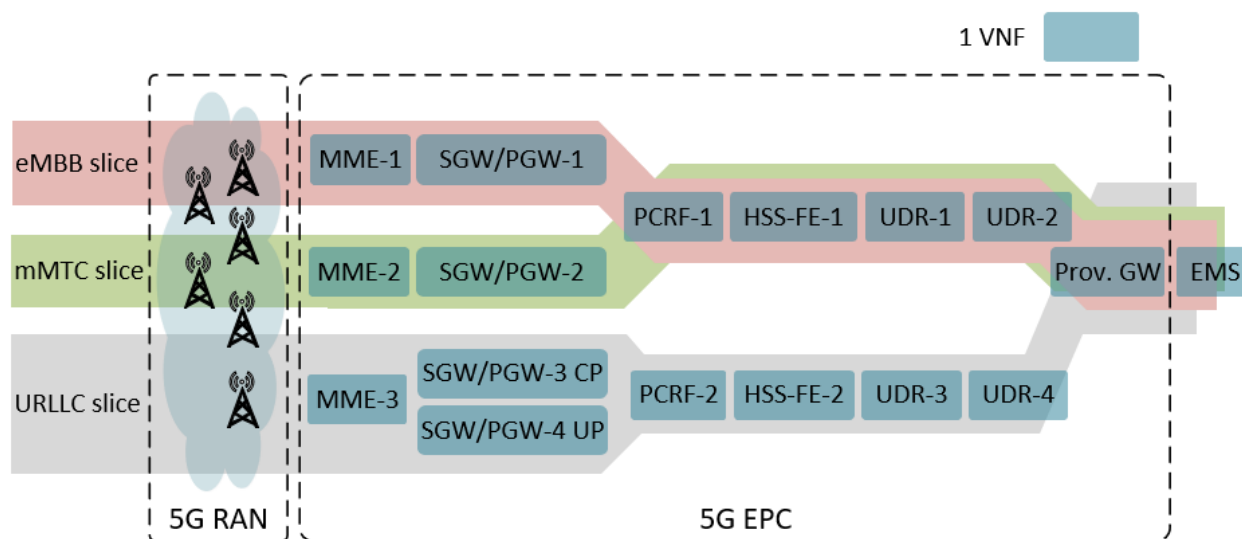 1 VNF
eMBB slice
MME-1
SGW/PGW-1
PCRF-1
HSS-FE-1
UDR-1
UDR-2
mMTC slice
MME-2
SGW/PGW-2
Prov. GW
EMS
URLLC slice
MME-3
SGW/PGW-3 CP
SGW/PGW-4 UP
PCRF-2
HSS-FE-2
UDR-3
UDR-4
5G RAN
5G EPC